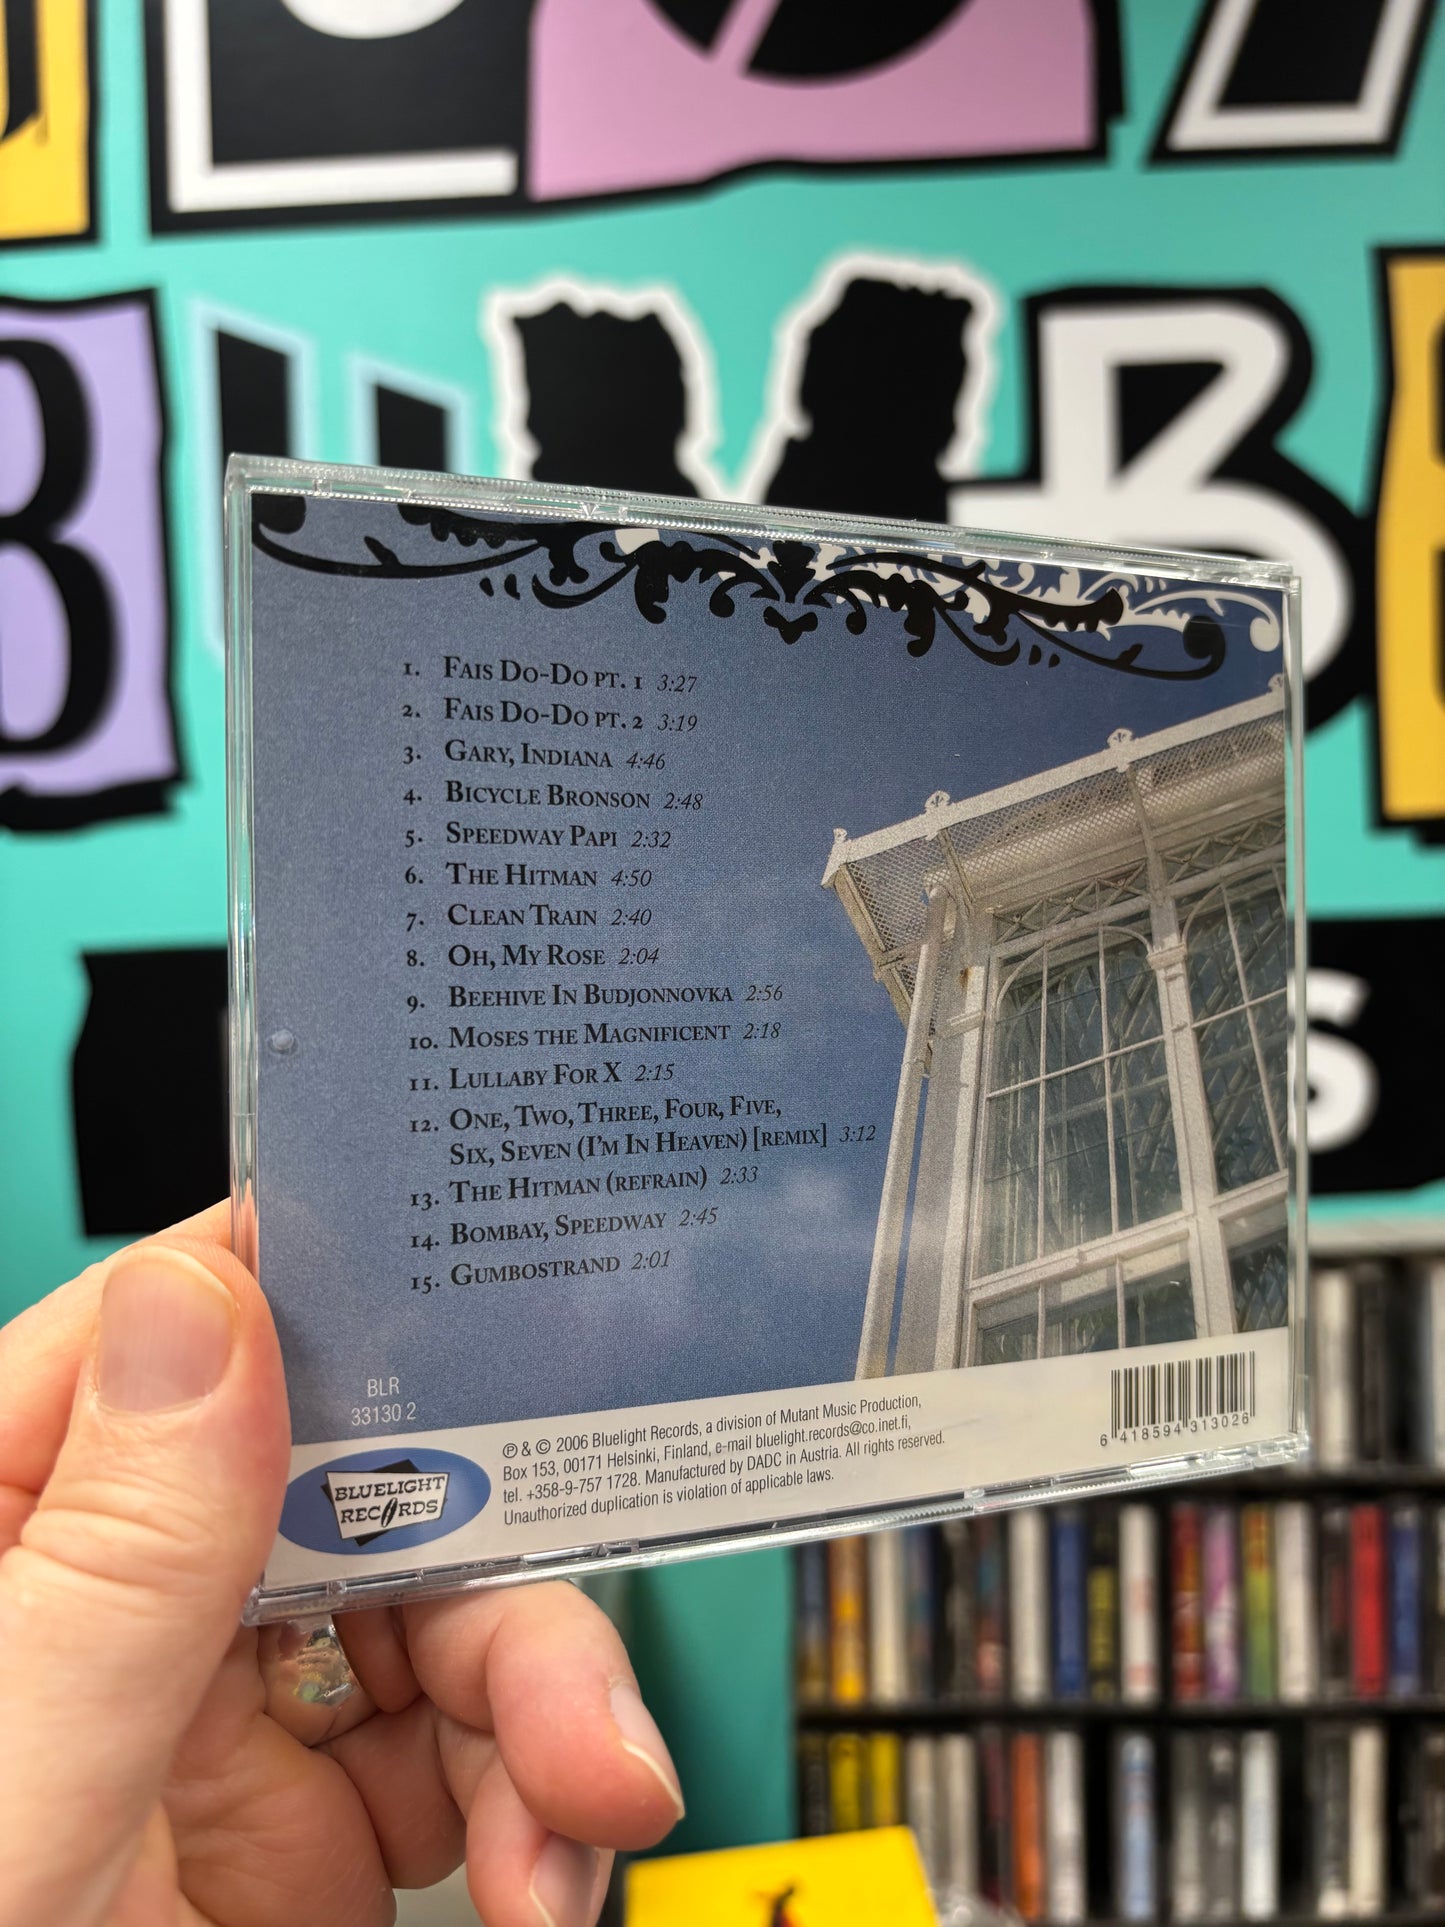 1. Fais Do-Do pt. 1 3:27
2. Fais Do-Do pt. 2 3:19
3. Gary, Indiana 4:46
4. Bicycle Bronson 2:48
5. Speedway Papi 2:32
6. The Hitman 4:50
7. Clean Train 2:40
8. Oh, My Rose 2:04
9. Beehive In Budjonnovka 2:56
10. Moses the Magnificent 2:18
11. Lullaby For X 2:15
12. One, Two, Three, Four, Five,
Six, Seven (I'm In Heaven) [remix] 3:12
13. The Hitman (refrain) 2:33
14. Bombay, Speedway 2:45
15. Gumbostrand 2:01
BLR
33130 2
BLUELIGHT
RECORDS
℗ & © 2006 Bluelight Records, a division of Mutant Music Production,
Box 153, 00171 Helsinki, Finland, e-mail bluelight.records@co.inet.fi,
tel. +358-9-757 1728. Manufactured by DADC in Austria. All rights reserved.
Unauthorized duplication is violation of applicable laws.
6 418594 313026